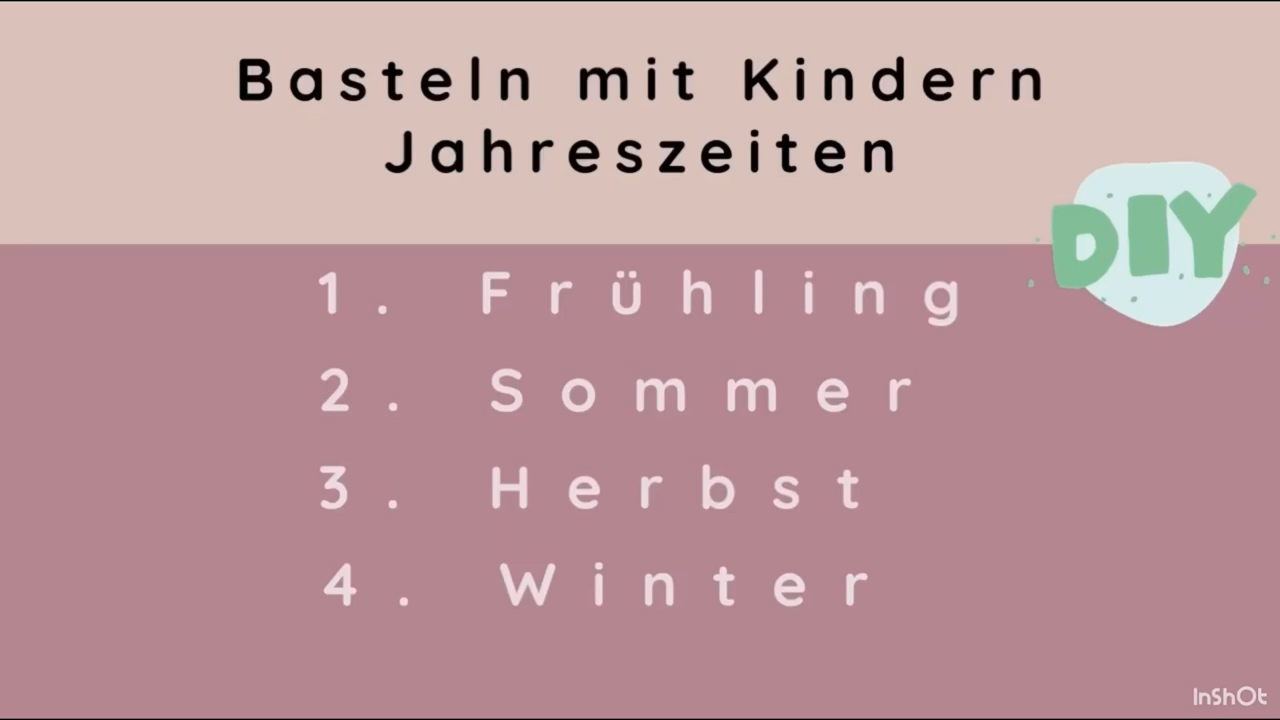 Basteln mit Kindern
Jahreszeiten
DIY
1. Frühling
2. Sommer
3. Herbst
4. Winter
InShOt